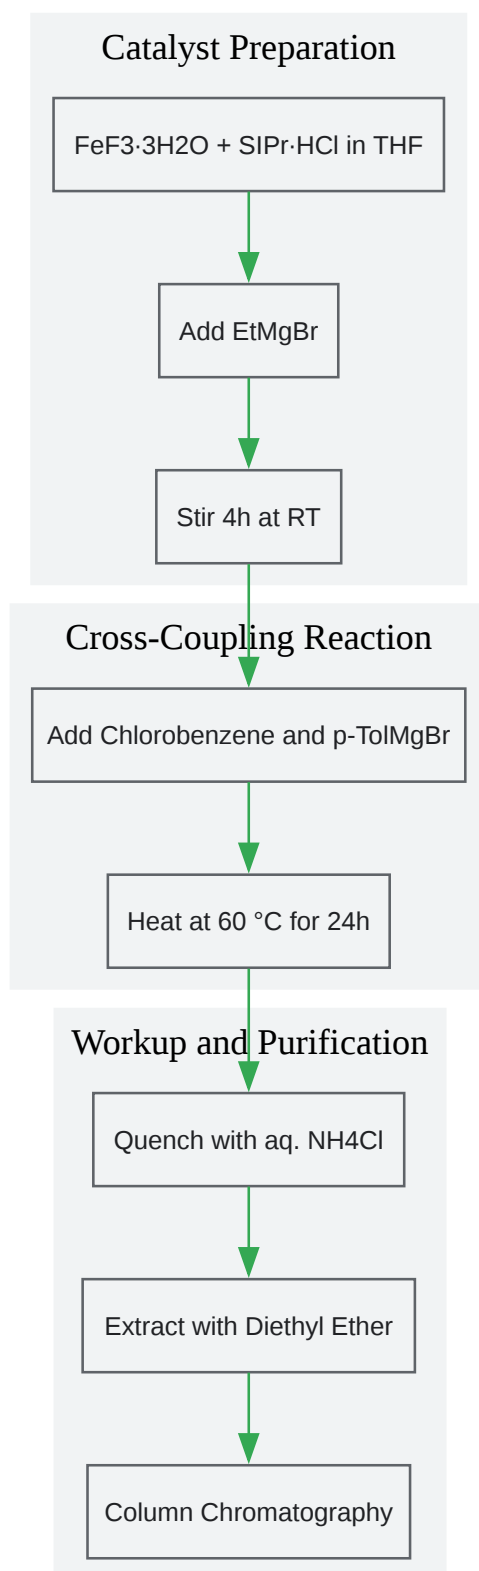 Catalyst Preparation
FeF3·3H2O + SIPr·HCl in THF
Add EtMgBr
Stir 4h at RT
Cross-Coupling Reaction
Add Chlorobenzene and p-TolMgBr
Heat at 60 °C for 24h
Workup and Purification
Quench with aq. NH4Cl
Extract with Diethyl Ether
Column Chromatography